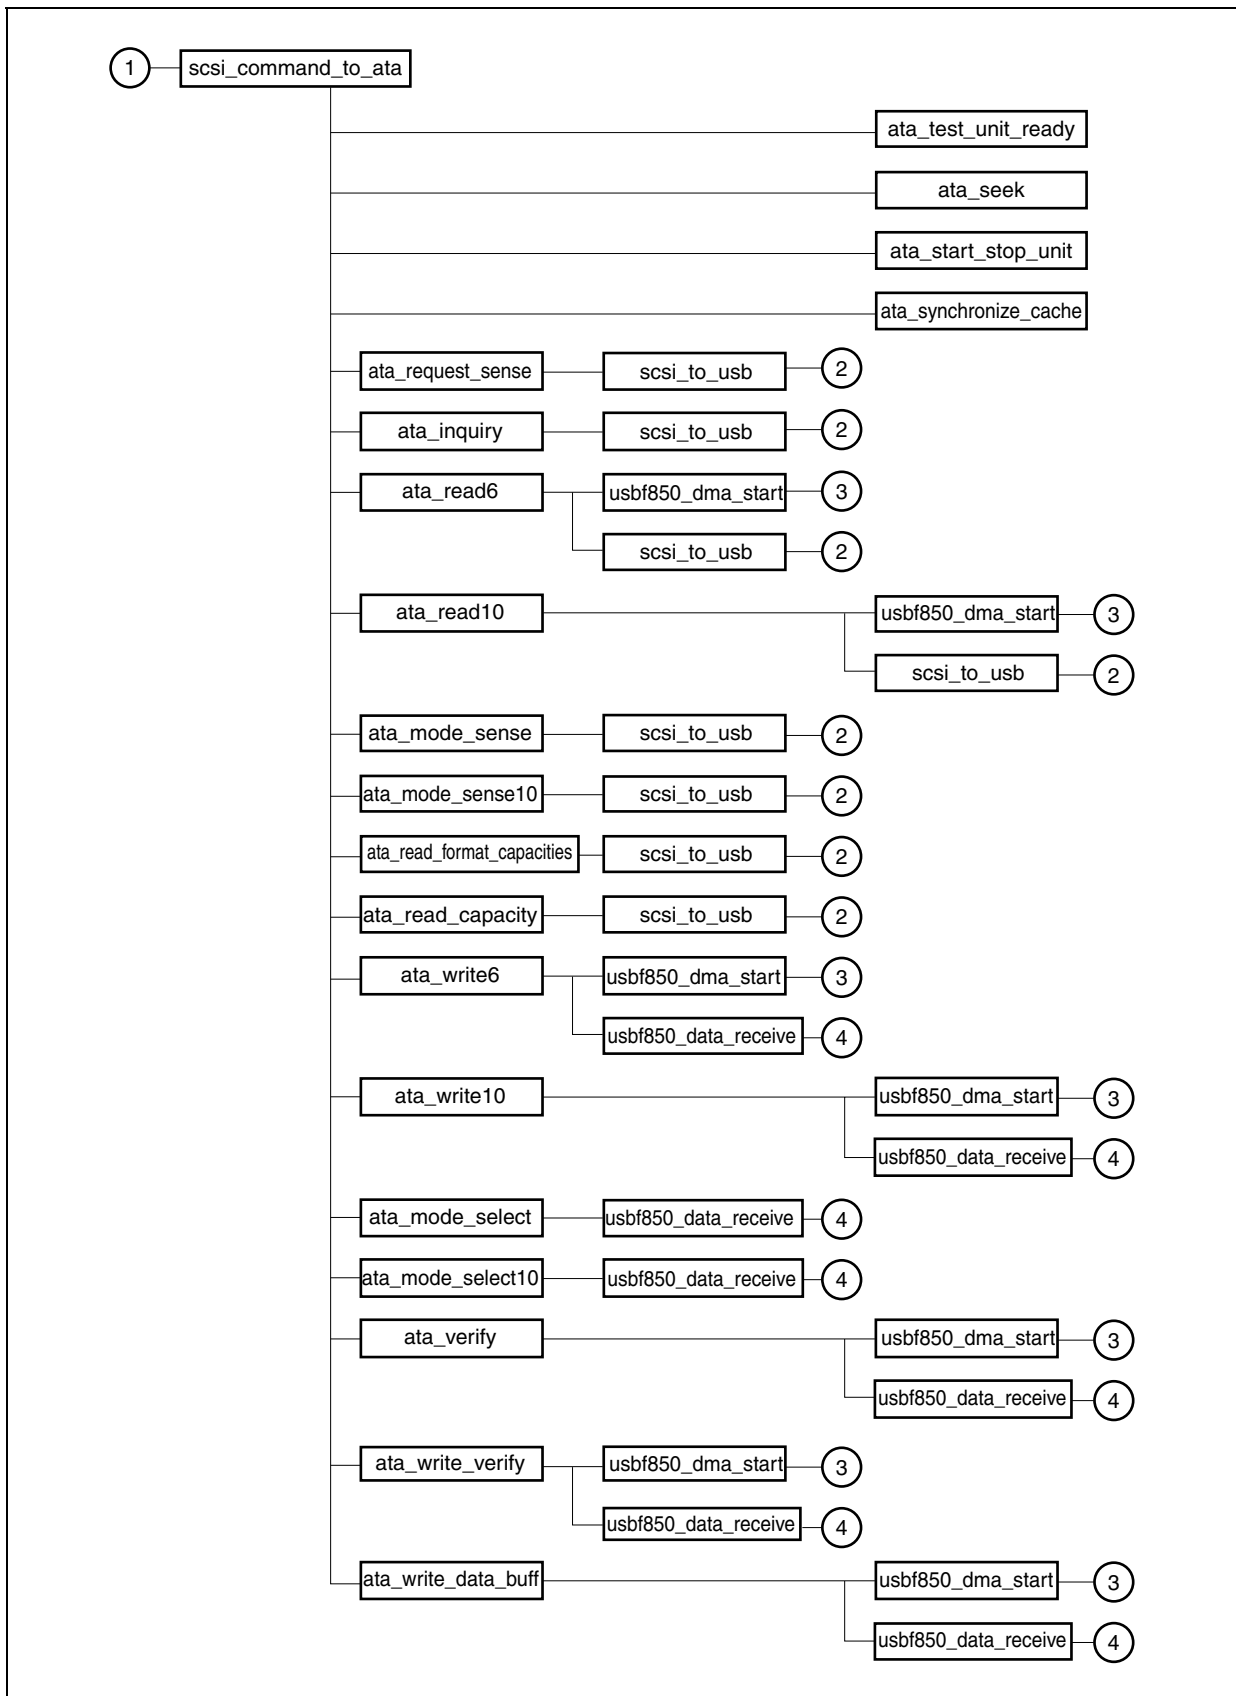 1 scsi_command_to_ata
ata_test_unit_ready
ata_seek
ata_start_stop_unit
ata_synchronize_cache
ata_request_sense scsi_to_usb 2
ata_inquiry scsi_to_usb 2
ata_read6 usbf850_dma_start 3
scsi_to_usb 2
ata_read10 usbf850_dma_start 3
scsi_to_usb 2
ata_mode_sense scsi_to_usb 2
ata_mode_sense10 scsi_to_usb 2
ata_read_format_capacities scsi_to_usb 2
ata_read_capacity scsi_to_usb 2
ata_write6 usbf850_dma_start 3
usbf850_data_receive 4
ata_write10 usbf850_dma_start 3
usbf850_data_receive 4
ata_mode_select usbf850_data_receive 4
ata_mode_select10 usbf850_data_receive 4
ata_verify usbf850_dma_start 3
usbf850_data_receive 4
ata_write_verify usbf850_dma_start 3
usbf850_data_receive 4
ata_write_data_buff usbf850_dma_start 3
usbf850_data_receive 4